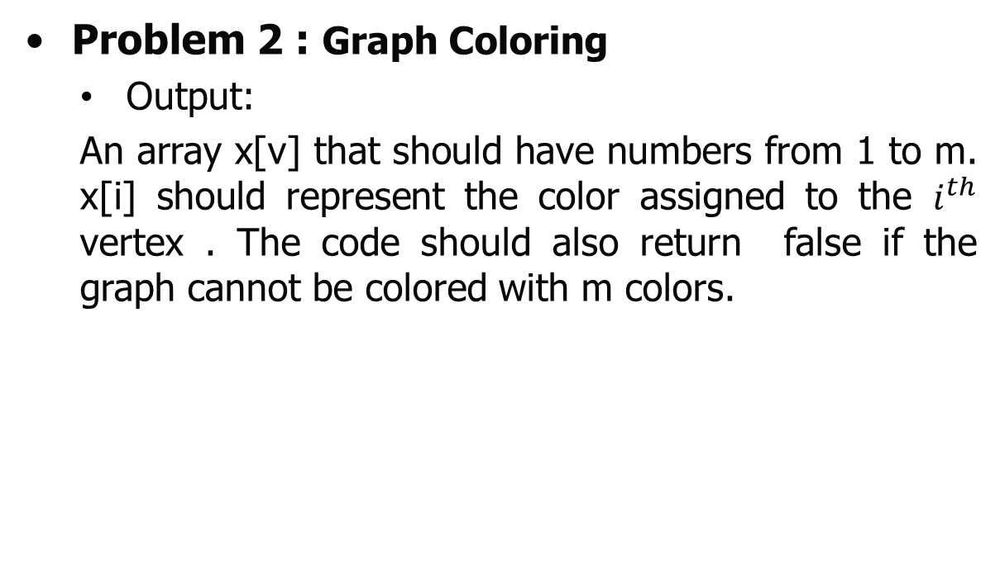 • Problem 2 : Graph Coloring
• Output:
An array x[v] that should have numbers from 1 to m.
x[i] should represent the color assigned to the 𝑖𝑡ℎ
vertex . The code should also return  false if the
graph cannot be colored with m colors.